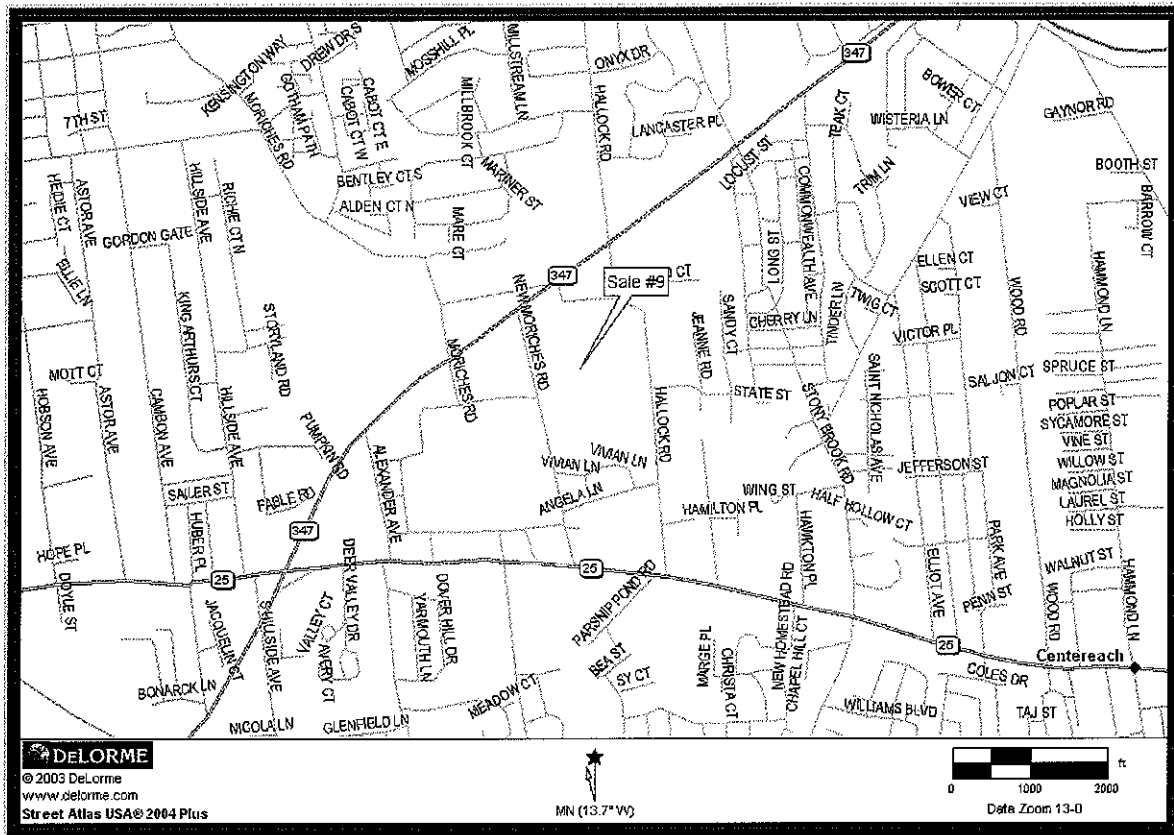 KENSINGTON WAY
DREW DR S
MOSSHILL PL
MILLSTREAM LN
ONYX DR
347
BOWER CT
GAYNOR RD
7TH ST
MORICHES RD
GOTHAM PATH
CABOT CT E
CABOT CT W
MILLBROOK CT
HALLOCK RD
LANCASTER PL
TEAK CT
WISTERIA LN
BOOTH ST
HEIDIE CT
ASTOR AVE
HILLSIDE AVE
RICHIE CT N
BENTLEY CT S
MARINER ST
LOCUST ST
TRIM LN
VIEW CT
BARROW CT
ALDEN CT N
MARE CT
COMMONWEALTH AVE
GORDON GATE
LONG ST
ELLEN CT
HAMMOND LN
ELLIE LN
347
Sale #9
CT
SCOTT CT
WOOD RD
KING ARTHURS CT
STORYLAND RD
NEW MORICHES RD
JEANNE RD
SANDY CT
CHERRY LN
TINDER LN
TWIG CT
VICTOR PL
MOTT CT
MORICHES RD
SAINT NICHOLAS AVE
SALJON CT
SPRUCE ST
HOBSON AVE
ASTOR AVE
CAMBON AVE
HILLSIDE AVE
STATE ST
STONY BROOK RD
POPLAR ST
SYCAMORE ST
PUMPKIN RD
HALLOCK RD
VINE ST
ALEXANDER AVE
VIVIAN LN
VIVIAN LN
JEFFERSON ST
WILLOW ST
MAGNOLIA ST
SAILER ST
FABLE RD
ANGELA LN
WING ST
HALF HOLLOW CT
LAUREL ST
HUBER PL
347
HAMILTON PL
HOLLY ST
HOPE PL
HAMILTON PL
PARK AVE
WALNUT ST
DOYLE ST
25
25
ELLIOT AVE
PENN ST
HAMMOND LN
JACQUELIN CT
S HILLSIDE AVE
VALLEY CT
DEER VALLEY DR
DOVER HILL DR
YARMOUTH LN
PARSNIP POND RD
NEW HOMESTEAD RD
WOOD RD
AVERY CT
BEA ST
MARGE PL
CHRISTA CT
CHAPEL HILL CT
25
Centereach
BONARCK LN
SY CT
COLES DR
MEADOW CT
NICOLA LN
GLENFIELD LN
WILLIAMS BLVD
TAJ ST
DELORME
© 2003 DeLorme
www.delorme.com
Street Atlas USA® 2004 Plus
MN (13.7° W)
ft
0 1000 2000
Data Zoom 13-0